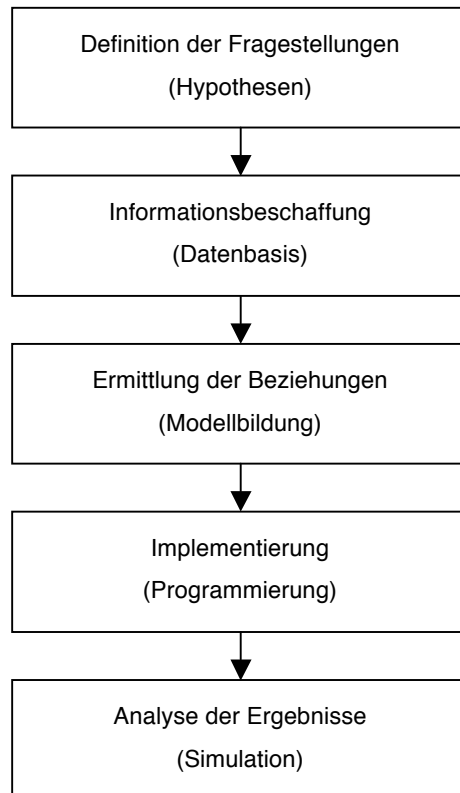 Definition der Fragestellungen
(Hypothesen)
Informationsbeschaffung
(Datenbasis)
Ermittlung der Beziehungen
(Modellbildung)
Implementierung
(Programmierung)
Analyse der Ergebnisse
(Simulation)